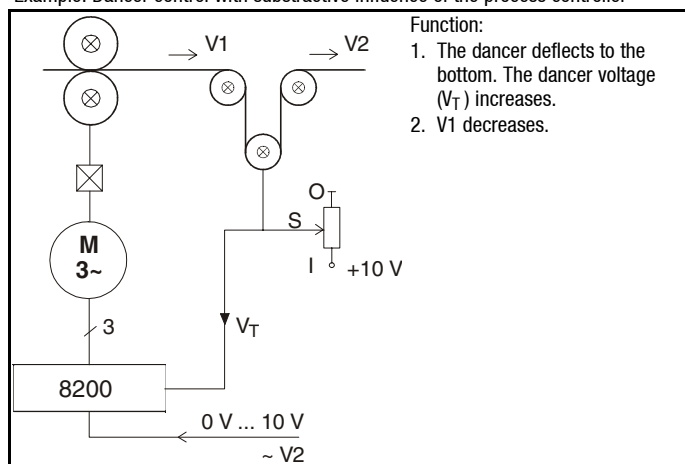 Example: Dancer control with substractive influence of the process controller
V1
V2
Function:
1. The dancer deflects to the
bottom. The dancer voltage
(VT) increases.
2. V1 decreases.
O
S
I
+10 V
M
3~
3
VT
8200
0 V ... 10 V
~ V2